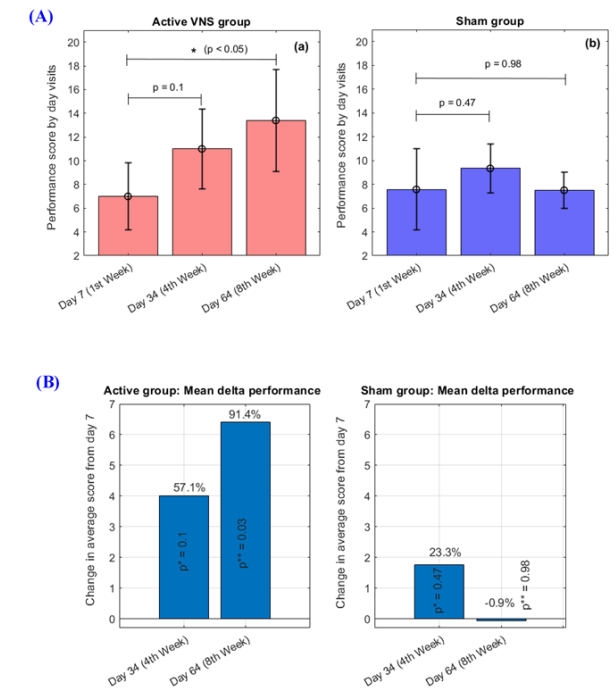 (A)
Active VNS group
Performance score by day visits
20
18
16
14
12
10
8
6
4
2
(a)
* (p < 0.05)
p = 0.1
Day 7 (1st Week)
Day 34 (4th Week)
Day 64 (8th Week)
Sham group
Performance score by day visits
20
18
16
14
12
10
8
6
4
2
(b)
p = 0.98
p = 0.47
Day 7 (1st Week)
Day 34 (4th Week)
Day 64 (8th Week)
(B)
Active group: Mean delta performance
Change in average score from day 7
7
6
5
4
3
2
1
0
57.1%
91.4%
p* = 0.1
p** = 0.03
Day 34 (4th Week)
Day 64 (8th Week)
Sham group: Mean delta performance
Change in average score from day 7
7
6
5
4
3
2
1
0
23.3%
-0.9%
p* = 0.47
p** = 0.98
Day 34 (4th Week)
Day 64 (8th Week)